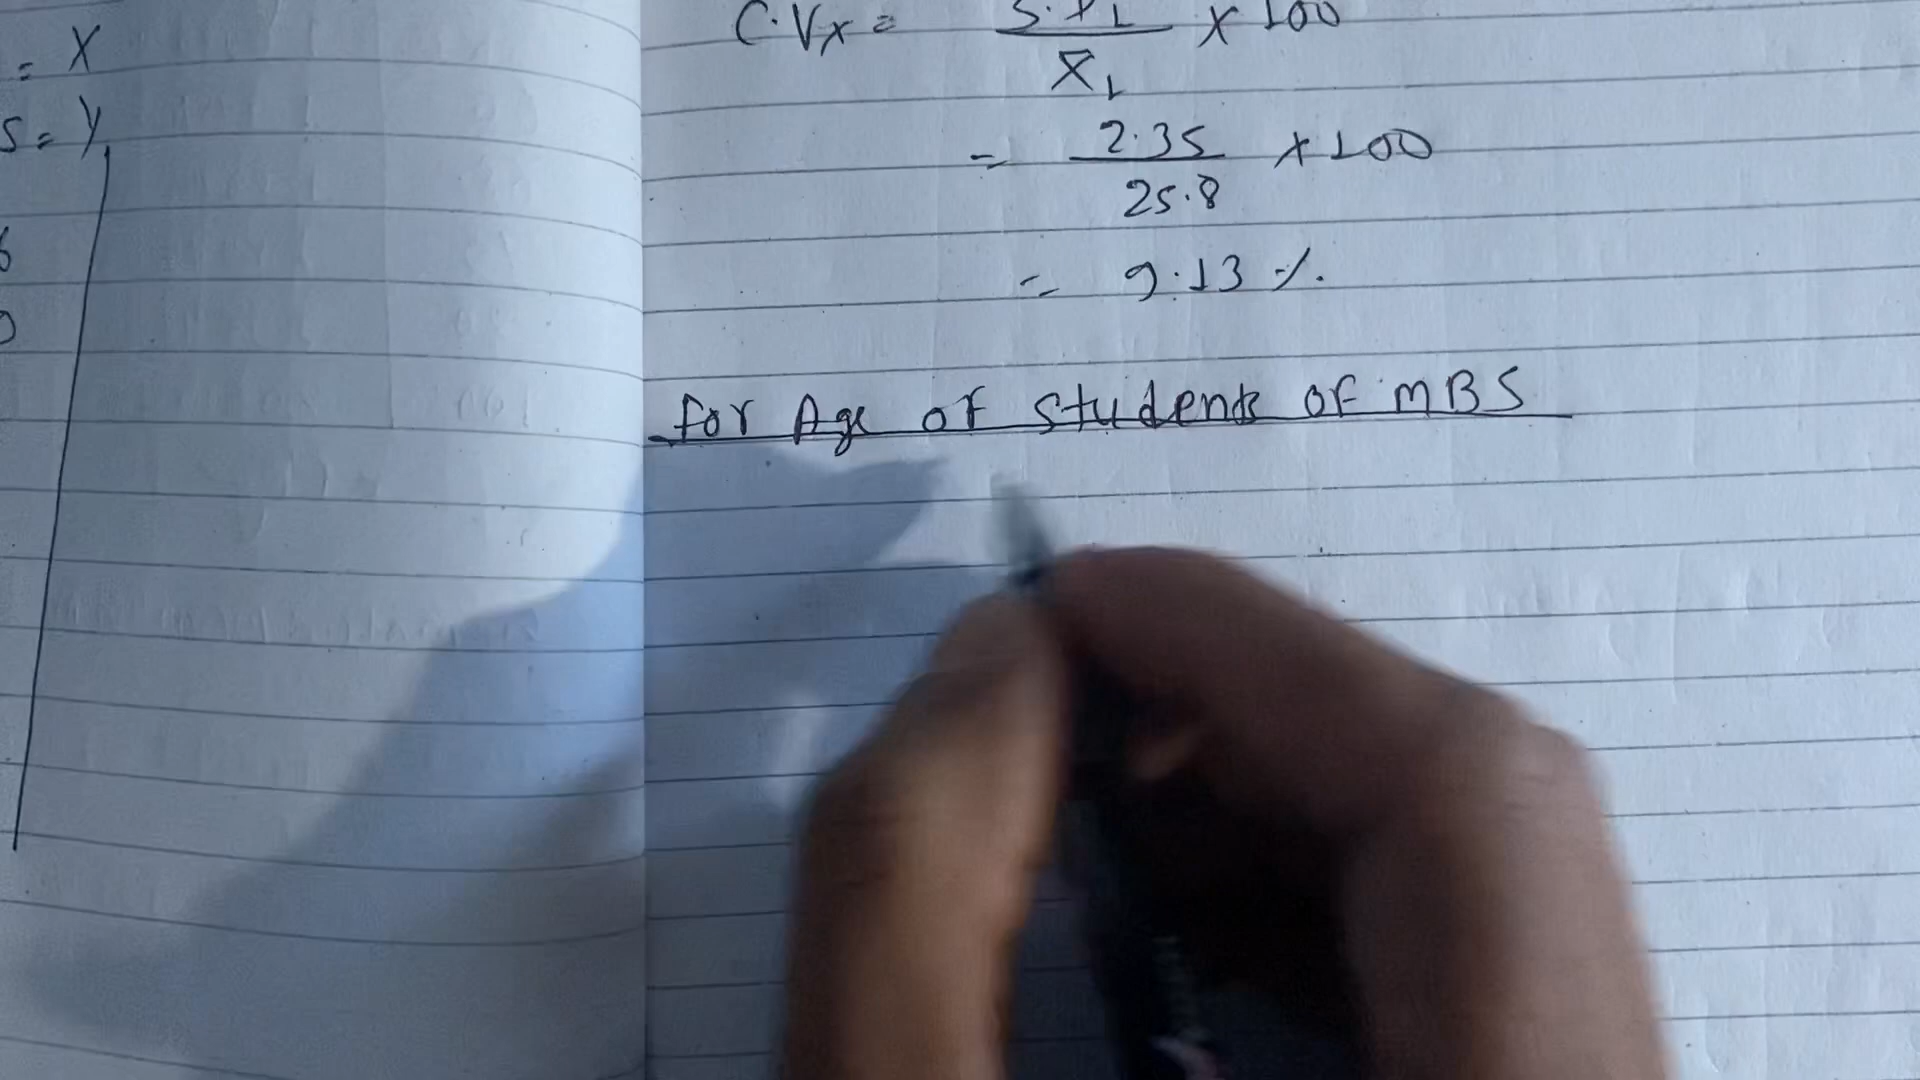 = X
S = Y
C.Vx = S.D1 / X̄1 × 100
= 2.35 / 25.8 × 100
= 9.13 %.
for Age of Students of MBS